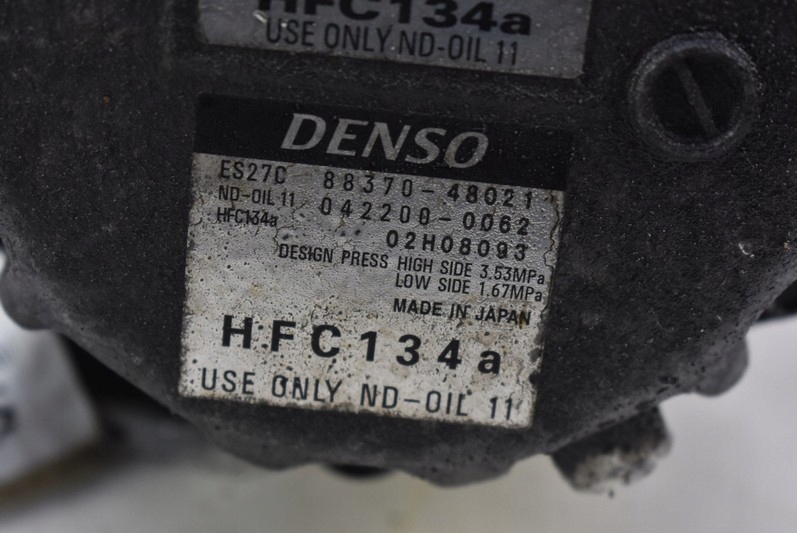 HFC134a
USE ONLY ND-OIL 11
DENSO
ES27C 88370-48021
ND-OIL 11 042200-0062
HFC134a 02H08093
DESIGN PRESS HIGH SIDE 3.53MPa
LOW SIDE 1.67MPa
MADE IN JAPAN
HFC134a
USE ONLY ND-OIL 11